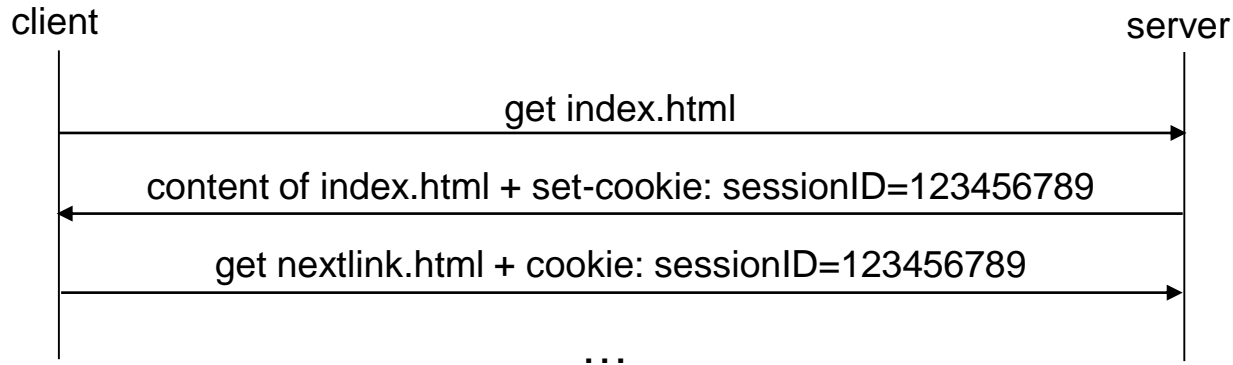 client
server
get index.html
content of index.html + set-cookie: sessionID=123456789
get nextlink.html + cookie: sessionID=123456789
…